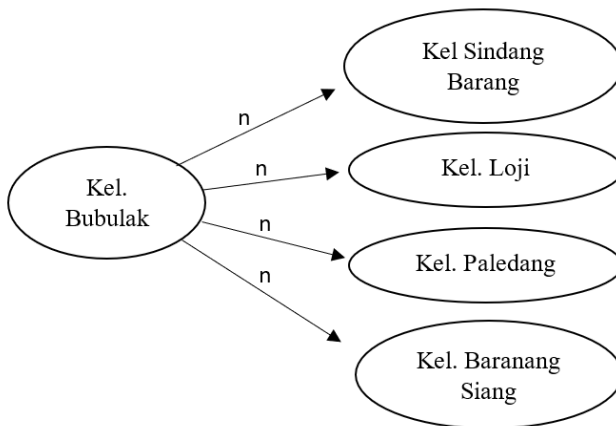 Kel Sindang
Barang
n
Kel. Loji
n
Kel.
Bubulak
n
Kel. Paledang
n
Kel. Baranang
Siang